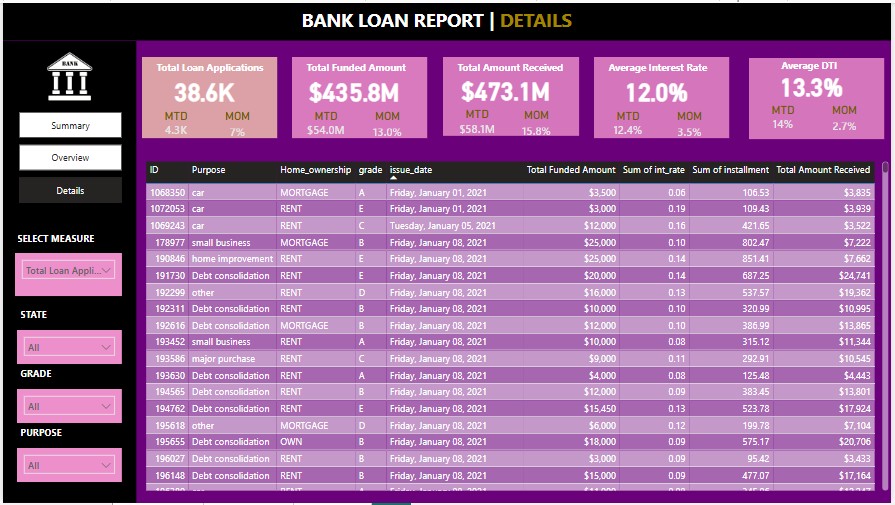 BANK LOAN REPORT | DETAILS
BANK
Summary
Overview
Details
SELECT MEASURE
Total Loan Appli...
STATE
All
GRADE
All
PURPOSE
All
Total Loan Applications
38.6K
MTD MOM
4.3K 7%
Total Funded Amount
$435.8M
MTD MOM
$54.0M 13.0%
Total Amount Received
$473.1M
MTD MOM
$58.1M 15.8%
Average Interest Rate
12.0%
MTD MOM
12.4% 3.5%
Average DTI
13.3%
MTD MOM
14% 2.7%
ID Purpose Home_ownership grade issue_date Total Funded Amount Sum of int_rate Sum of installment Total Amount Received
1068350 car MORTGAGE A Friday, January 01, 2021 $3,500 0.06 106.53 $3,835
1072053 car RENT E Friday, January 01, 2021 $3,000 0.19 109.43 $3,939
1069243 car RENT C Tuesday, January 05, 2021 $12,000 0.16 421.65 $3,522
178977 small business MORTGAGE B Friday, January 08, 2021 $25,000 0.10 802.47 $7,222
190846 home improvement RENT E Friday, January 08, 2021 $25,000 0.14 851.41 $7,662
191730 Debt consolidation RENT E Friday, January 08, 2021 $20,000 0.14 687.25 $24,741
192299 other RENT D Friday, January 08, 2021 $16,000 0.13 537.57 $19,362
192311 Debt consolidation RENT B Friday, January 08, 2021 $10,000 0.10 320.99 $10,995
192616 Debt consolidation MORTGAGE B Friday, January 08, 2021 $12,000 0.10 386.99 $13,865
193452 small business RENT A Friday, January 08, 2021 $10,000 0.08 315.12 $11,344
193586 major purchase RENT C Friday, January 08, 2021 $9,000 0.11 292.91 $10,545
193630 Debt consolidation RENT A Friday, January 08, 2021 $4,000 0.08 125.48 $4,443
194565 Debt consolidation RENT B Friday, January 08, 2021 $12,000 0.09 383.45 $13,801
194762 Debt consolidation RENT E Friday, January 08, 2021 $15,450 0.13 523.78 $17,924
195618 other MORTGAGE D Friday, January 08, 2021 $6,000 0.12 199.78 $7,104
195655 Debt consolidation OWN B Friday, January 08, 2021 $18,000 0.09 575.17 $20,706
196027 Debt consolidation RENT B Friday, January 08, 2021 $3,000 0.09 95.42 $3,433
196148 Debt consolidation RENT B Friday, January 08, 2021 $15,000 0.09 477.07 $17,164